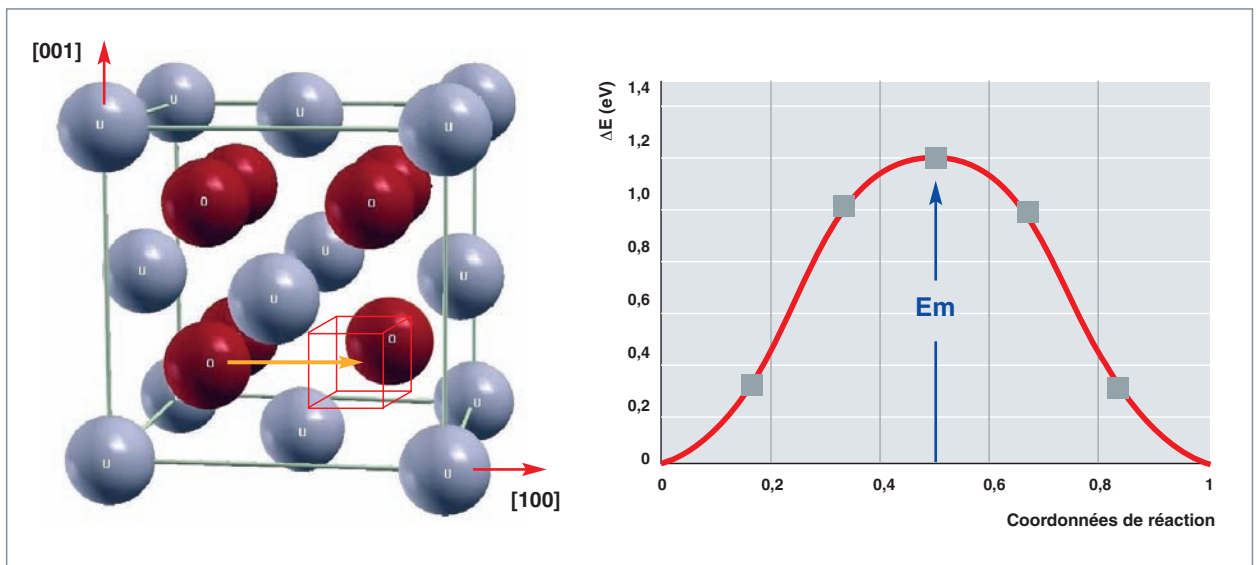 [001]
U
U
U
U
U
O
O
U
U
U
U
O
O
U
U
U
U
U
[100]
ΔE (eV)
1,4
1,2
1,0
0,8
0,6
0,4
0,2
0
Em
0 0,2 0,4 0,6 0,8 1
Coordonnées de réaction